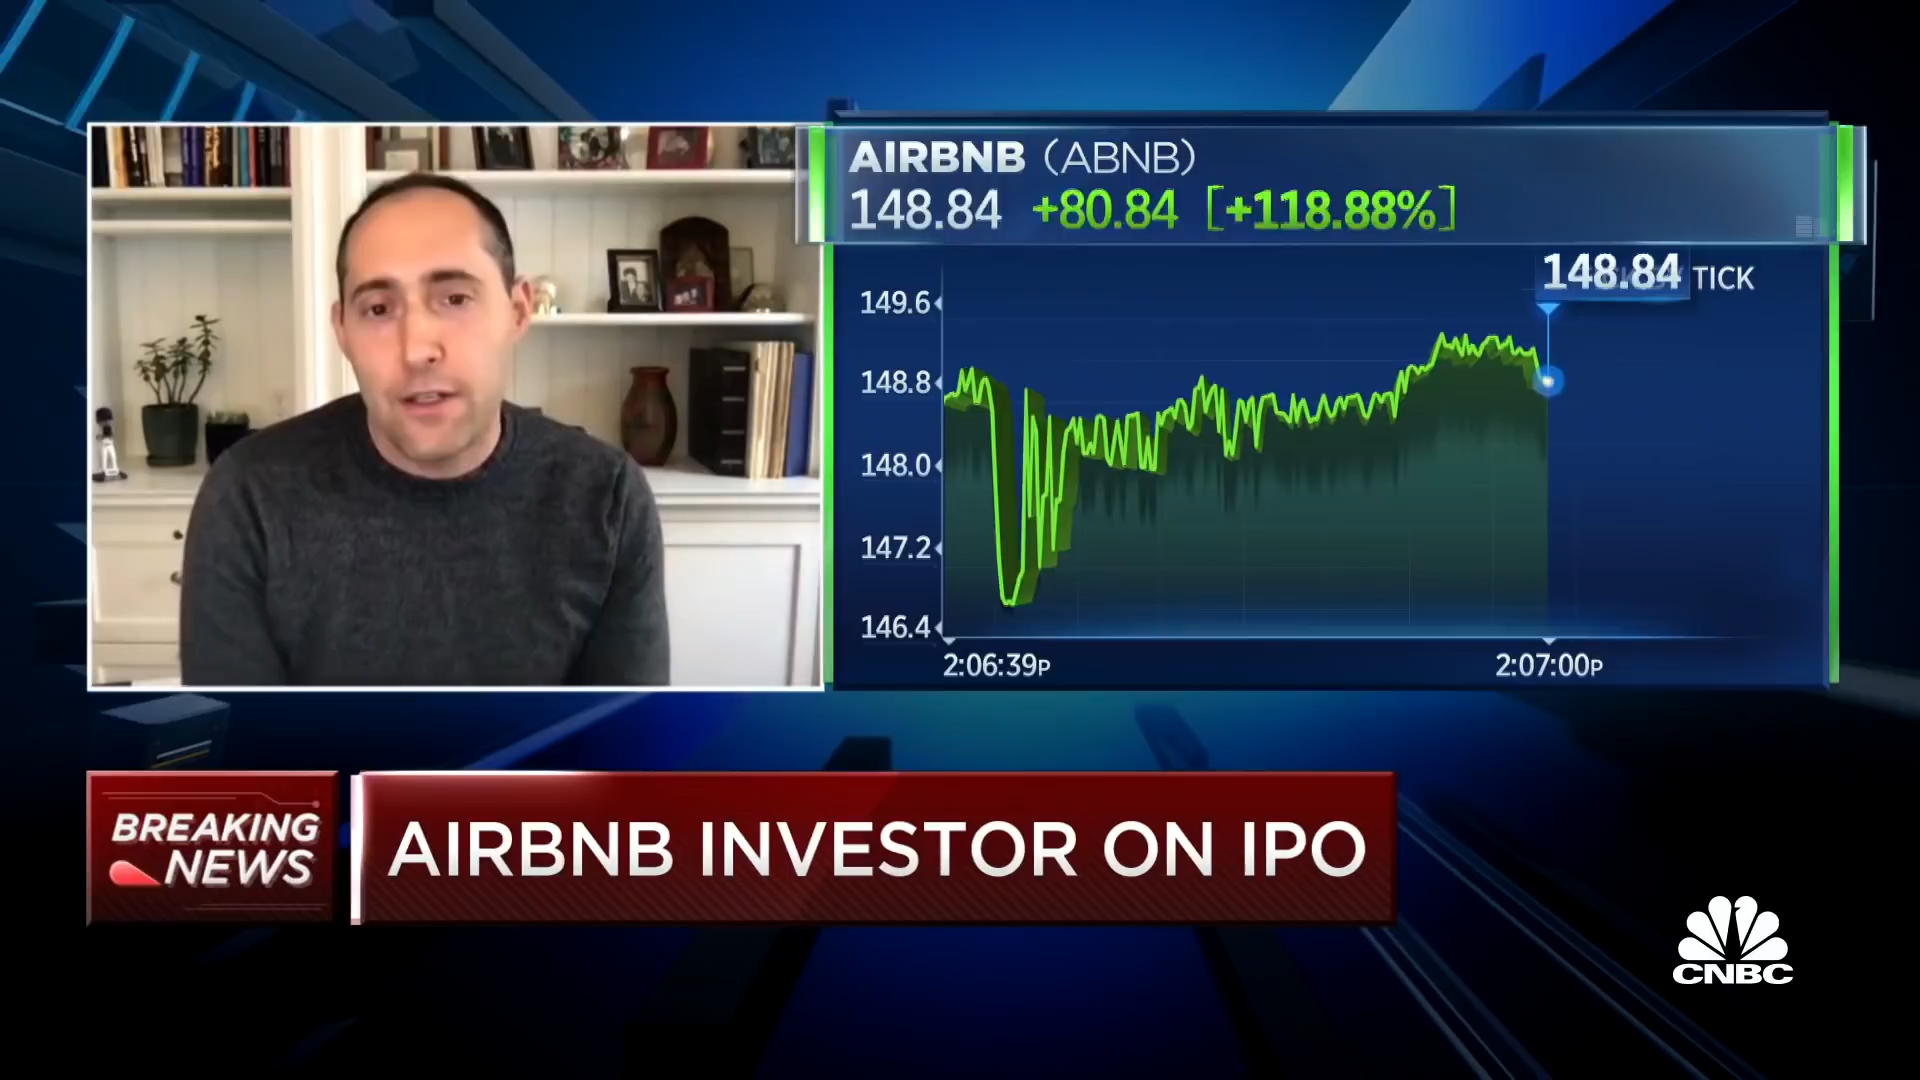 AIRBNB (ABNB)
148.84 +80.84 [+118.88%]
148.84 TICK
149.6
148.8
148.0
147.2
146.4
2:06:39P 2:07:00P
BREAKING
NEWS
AIRBNB INVESTOR ON IPO
CNBC